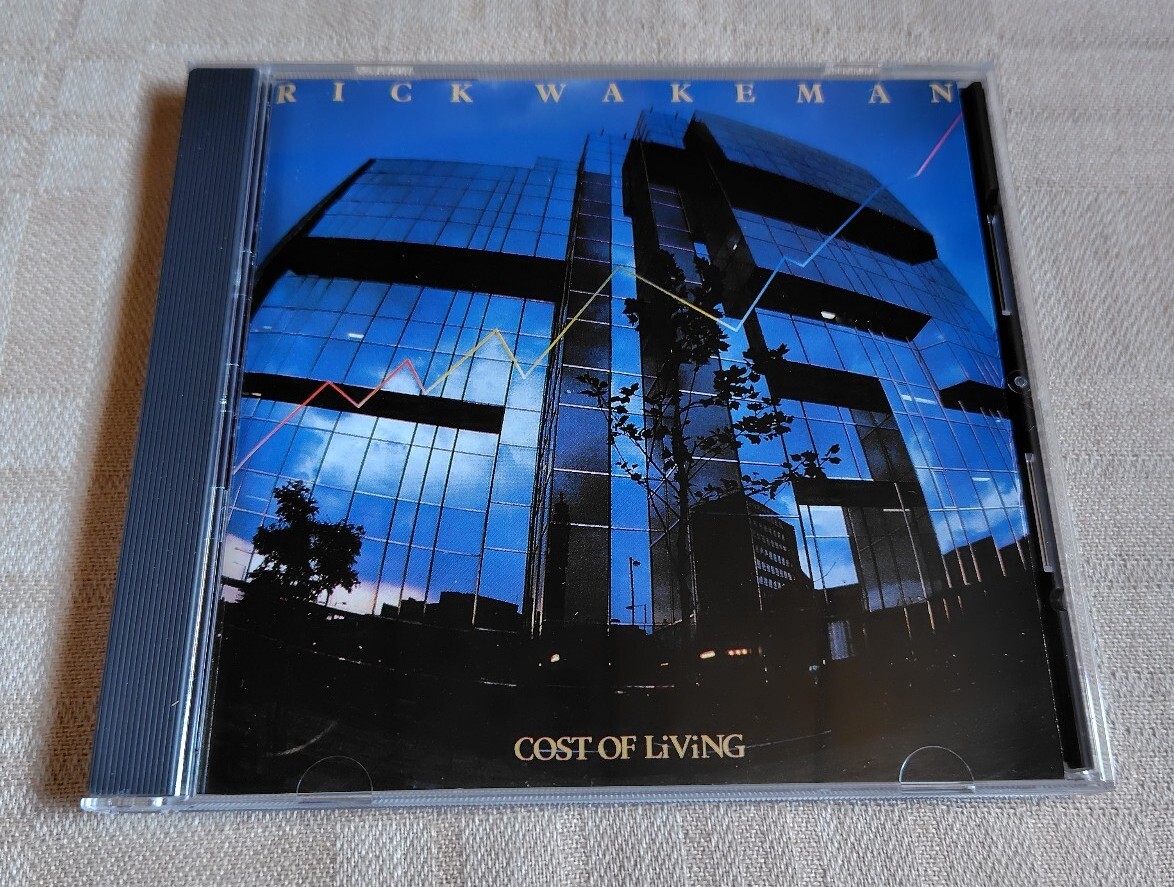 RICK WAKEMAN
COST OF LiViNG